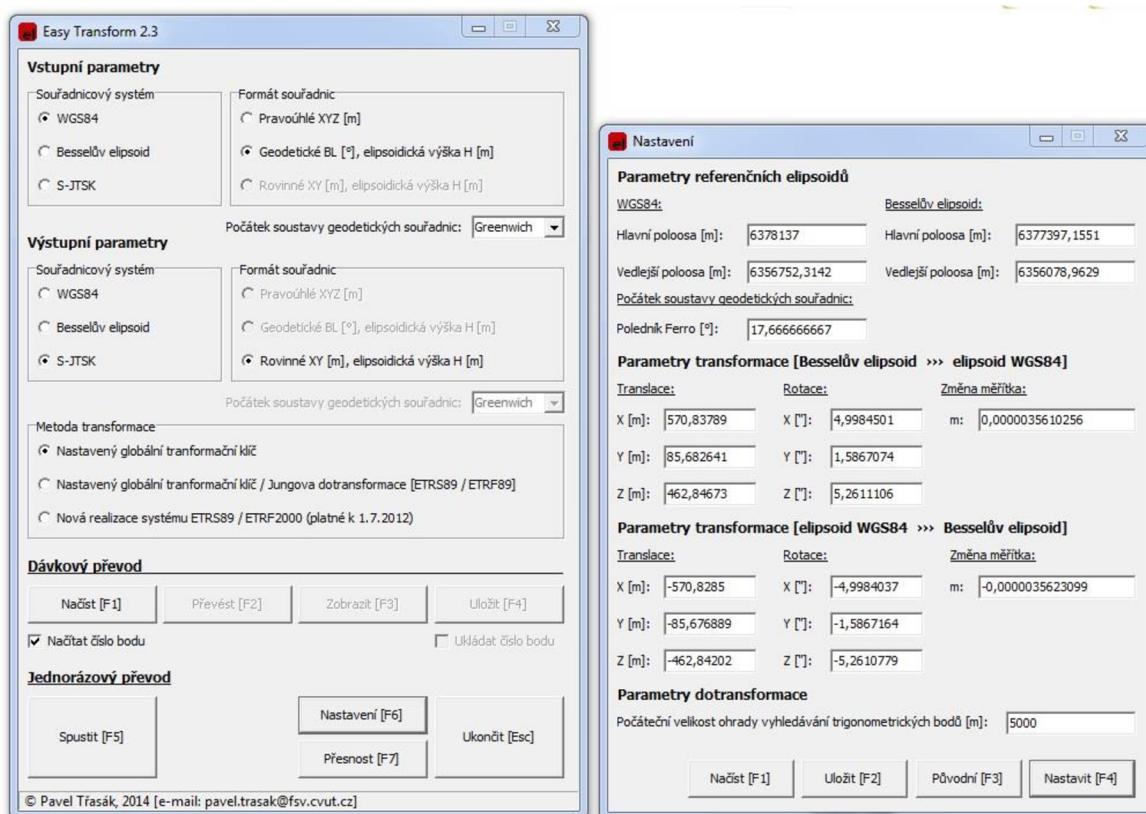 Easy Transform 2.3
Vstupní parametry
Souřadnicový systém
WGS84
Besselův elipsoid
S-JTSK
Formát souřadnic
Pravoúhlé XYZ [m]
Geodetické BL [°], elipsoidická výška H [m]
Rovinné XY [m], elipsoidická výška H [m]
Počátek soustavy geodetických souřadnic: Greenwich
Výstupní parametry
Souřadnicový systém
WGS84
Besselův elipsoid
S-JTSK
Formát souřadnic
Pravoúhlé XYZ [m]
Geodetické BL [°], elipsoidická výška H [m]
Rovinné XY [m], elipsoidická výška H [m]
Počátek soustavy geodetických souřadnic: Greenwich
Metoda transformace
Nastavený globální tranformační klíč
Nastavený globální tranformační klíč / Jungova dotransformace [ETRS89 / ETRF89]
Nová realizace systému ETRS89 / ETRF2000 (platné k 1.7.2012)
Dávkový převod
Načíst [F1] Převést [F2] Zobrazit [F3] Uložit [F4]
Načítat číslo bodu Ukládát číslo bodu
Jednorázový převod
Spustit [F5]
Nastavení [F6]
Přesnost [F7]
Ukončit [Esc]
© Pavel Třasák, 2014 [e-mail: pavel.trasak@fsv.cvut.cz]
Nastavení
Parametry referenčních elipsoidů
WGS84: Besselův elipsoid:
Hlavní poloosa [m]: 6378137 Hlavní poloosa [m]: 6377397,1551
Vedlejší poloosa [m]: 6356752,3142 Vedlejší poloosa [m]: 6356078,9629
Počátek soustavy geodetických souřadnic:
Poledník Ferro [°]: 17,666666667
Parametry transformace [Besselův elipsoid >>> elipsoid WGS84]
Translace: Rotace: Změna měřítka:
X [m]: 570,83789 X ["]: 4,9984501 m: 0,0000035610256
Y [m]: 85,682641 Y ["]: 1,5867074
Z [m]: 462,84673 Z ["]: 5,2611106
Parametry transformace [elipsoid WGS84 >>> Besselův elipsoid]
Translace: Rotace: Změna měřítka:
X [m]: -570,8285 X ["]: -4,9984037 m: -0,0000035623099
Y [m]: -85,676889 Y ["]: -1,5867164
Z [m]: -462,84202 Z ["]: -5,2610779
Parametry dotransformace
Počáteční velikost ohrady vyhledávání trigonometrických bodů [m]: 5000
Načíst [F1] Uložit [F2] Původní [F3] Nastavit [F4]